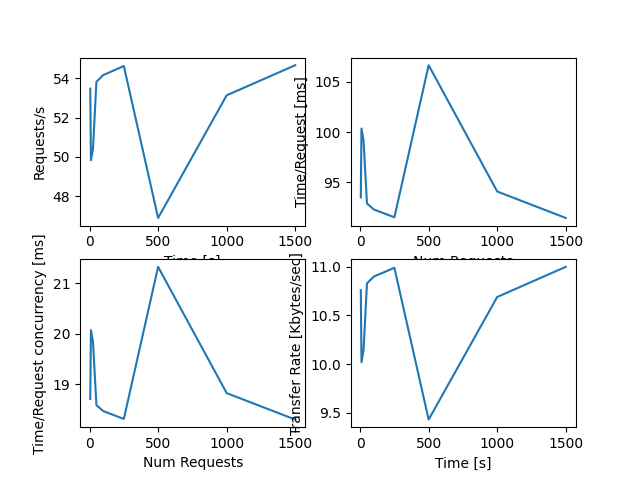 54
52
50
48
Requests/s
0 500 1000 1500
Time [s]
105
100
95
Time/Request [ms]
0 500 1000 1500
Num Requests
21
20
19
Time/Request concurrency [ms]
0 500 1000 1500
Num Requests
11.0
10.5
10.0
9.5
Transfer Rate [Kbytes/sec]
0 500 1000 1500
Time [s]